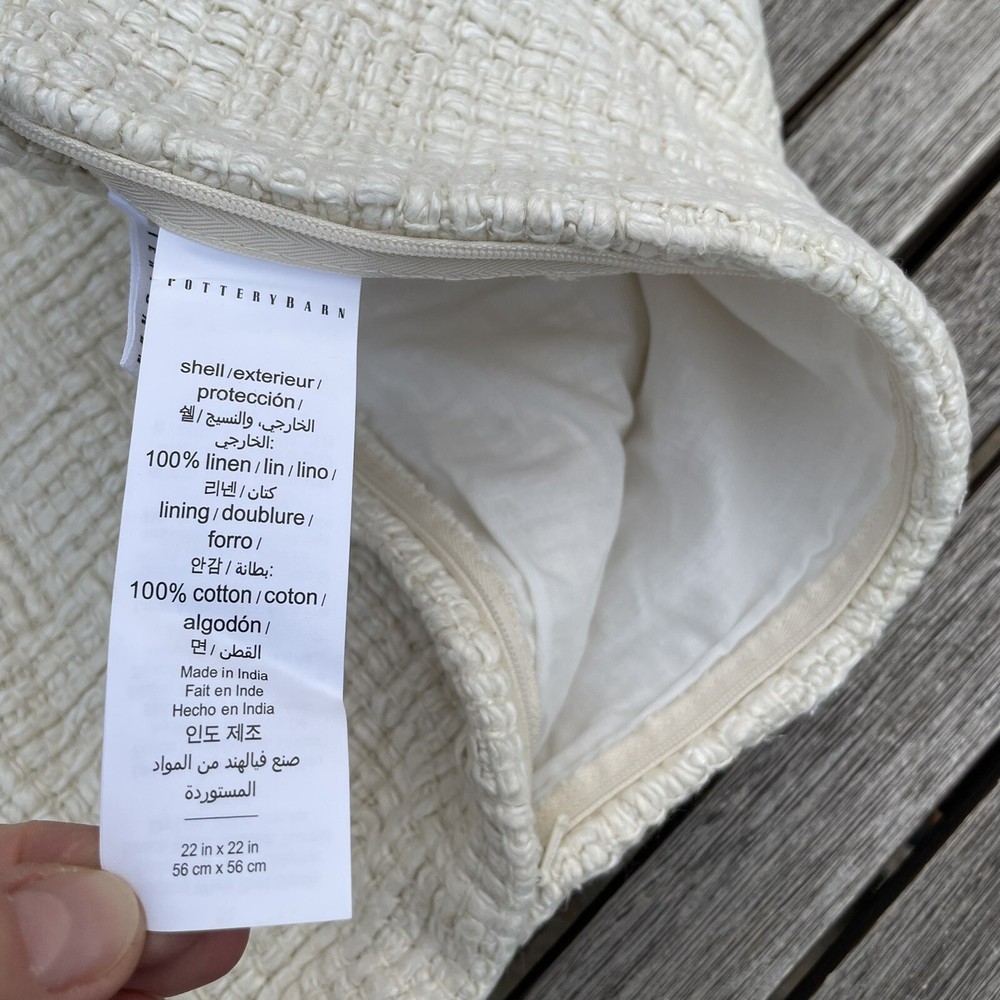 POTTERYBARN
shell/exterieur/
protección/
쉘/الخارجي، والنسيج
الخارجي:
100% linen/lin/lino/
리넨/كتان
lining/doublure/
forro/
안감/بطانة:
100% cotton/coton/
algodón/
면/القطن
Made in India
Fait en Inde
Hecho en India
인도 제조
صنع فيالهند من المواد
المستوردة
22 in x 22 in
56 cm x 56 cm